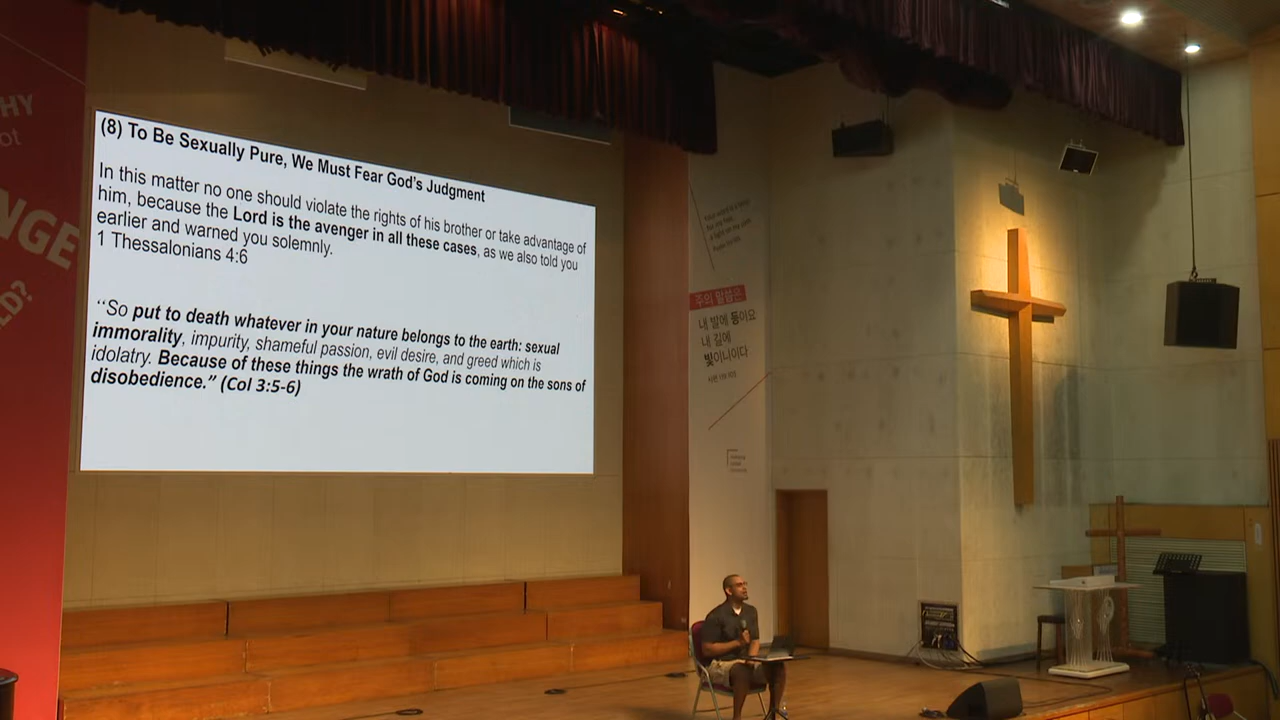 HY
ot
NGE
LD?
(8) To Be Sexually Pure, We Must Fear God's Judgment
In this matter no one should violate the rights of his brother or take advantage of
him, because the Lord is the avenger in all these cases, as we also told you
earlier and warned you solemnly.
1 Thessalonians 4:6
“So put to death whatever in your nature belongs to the earth: sexual
immorality, impurity, shameful passion, evil desire, and greed which is
idolatry. Because of these things the wrath of God is coming on the sons of
disobedience.” (Col 3:5-6)
주의 말씀은
내 발에 등이요
내 길에
빛이니이다